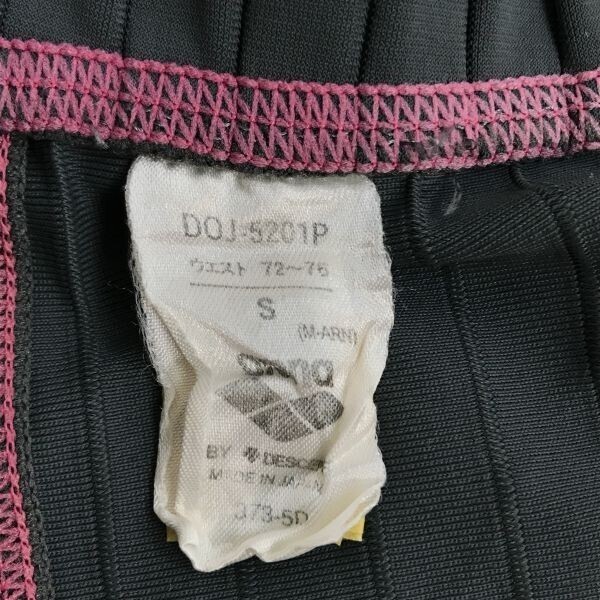 DOJ-5201P
ウエスト 72～76
S
(M-ARN)
arena
BY DESCENTE
MADE IN JAPAN
373-5D